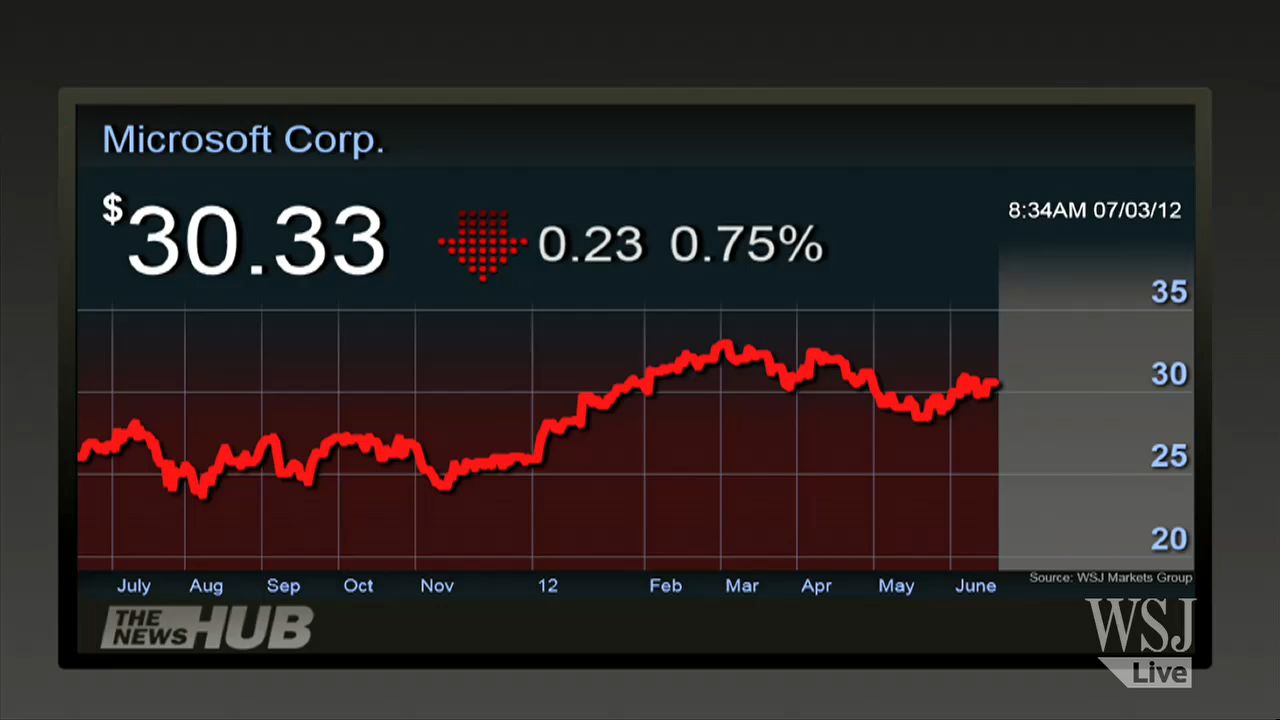 Microsoft Corp.
$30.33 0.23 0.75%
8:34AM 07/03/12
35
30
25
20
July Aug Sep Oct Nov 12 Feb Mar Apr May June
Source: WSJ Markets Group
THE NEWS HUB
WSJ
Live